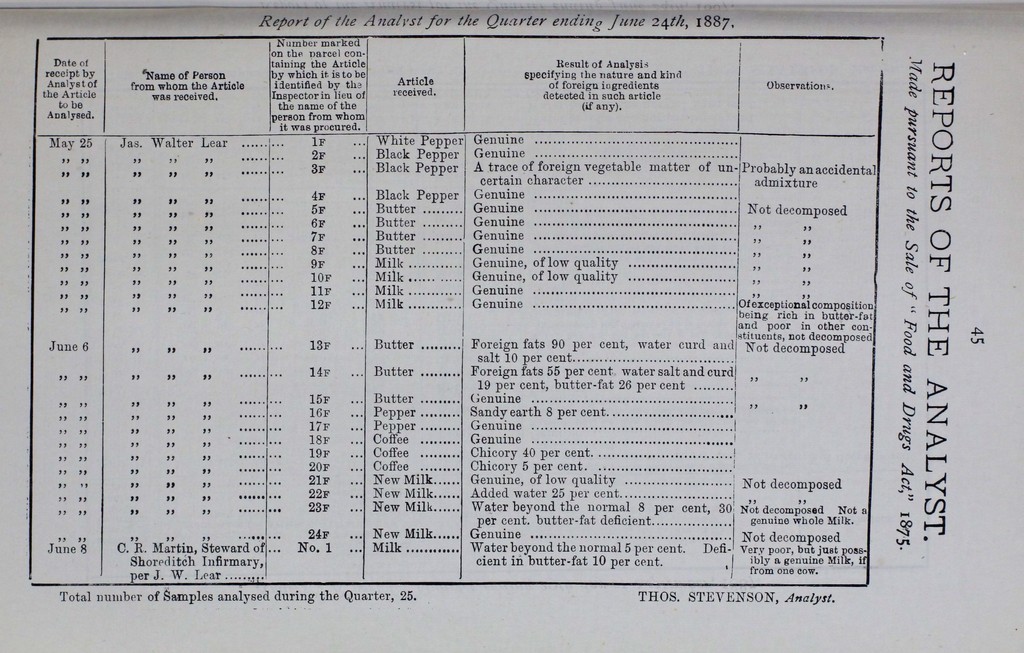 Report of the Analyst for the Quarter ending June 24th, 1887.
Date of receipt by Analyst of the Article to be Analysed. | Name of Person from whom the Article was received. | Number marked on the parcel containing the Article by which it is to be identified by the Inspector in lieu of the name of the person from whom it was procured. | Article received. | Result of Analysis specifying the nature and kind of foreign ingredients detected in such article (if any). | Observations.
May 25 Jas. Walter Lear ...... ... 1F ... White Pepper Genuine ......
„ „ „ „ „ ...... ... 2F ... Black Pepper Genuine ......
„ „ „ „ „ ...... ... 3F ... Black Pepper A trace of foreign vegetable matter of un- Probably an accidental
certain character ...... admixture
„ „ „ „ „ ...... ... 4F ... Black Pepper Genuine ......
„ „ „ „ „ ...... ... 5F ... Butter ...... Genuine ...... Not decomposed
„ „ „ „ „ ...... ... 6F ... Butter ...... Genuine ...... „ „
„ „ „ „ „ ...... ... 7F ... Butter ...... Genuine ...... „ „
„ „ „ „ „ ...... ... 8F ... Butter ...... Genuine ...... „ „
„ „ „ „ „ ...... ... 9F ... Milk ...... Genuine, of low quality ...... „ „
„ „ „ „ „ ...... ... 10F ... Milk ...... Genuine, of low quality ...... „ „
„ „ „ „ „ ...... ... 11F ... Milk ...... Genuine ...... „ „
„ „ „ „ „ ...... ... 12F ... Milk ...... Genuine ...... Of exceptional composition
being rich in butter-fat
and poor in other con-
stituents, not decomposed
June 6 „ „ „ ...... ... 13F ... Butter ...... Foreign fats 90 per cent, water curd and Not decomposed
salt 10 per cent......
„ „ „ „ „ ...... ... 14F ... Butter ...... Foreign fats 55 per cent. water salt and curd „ „
19 per cent, butter-fat 26 per cent ......
„ „ „ „ „ ...... ... 15F ... Butter ...... Genuine ...... „ „
„ „ „ „ „ ...... ... 16F ... Pepper ...... Sandy earth 8 per cent......
„ „ „ „ „ ...... ... 17F ... Pepper ...... Genuine ......
„ „ „ „ „ ...... ... 18F ... Coffee ...... Genuine ......
„ „ „ „ „ ...... ... 19F ... Coffee ...... Chicory 40 per cent. ......
„ „ „ „ „ ...... ... 20F ... Coffee ...... Chicory 5 per cent. ......
„ „ „ „ „ ...... ... 21F ... New Milk..... Genuine, of low quality ...... Not decomposed
„ „ „ „ „ ...... ... 22F ... New Milk..... Added water 25 per cent...... „ „
„ „ „ „ „ ...... ... 23F ... New Milk..... Water beyond the normal 8 per cent, 30 Not decomposed Not a
per cent. butter-fat deficient...... genuine whole Milk.
„ „ „ „ „ ...... ... 24F ... New Milk..... Genuine ...... Not decomposed
June 8 C. R. Martin, Steward of ... No. 1 ... Milk ...... Water beyond the normal 5 per cent. Defi- Very poor, but just poss-
Shoreditch Infirmary, cient in butter-fat 10 per cent. ibly a genuine Milk, if
per J. W. Lear ...... from one cow.
Total number of Samples analysed during the Quarter, 25. THOS. STEVENSON, Analyst.
45
REPORTS OF THE ANALYST.
Made pursuant to the Sale of "Food and Drugs Act," 1875.